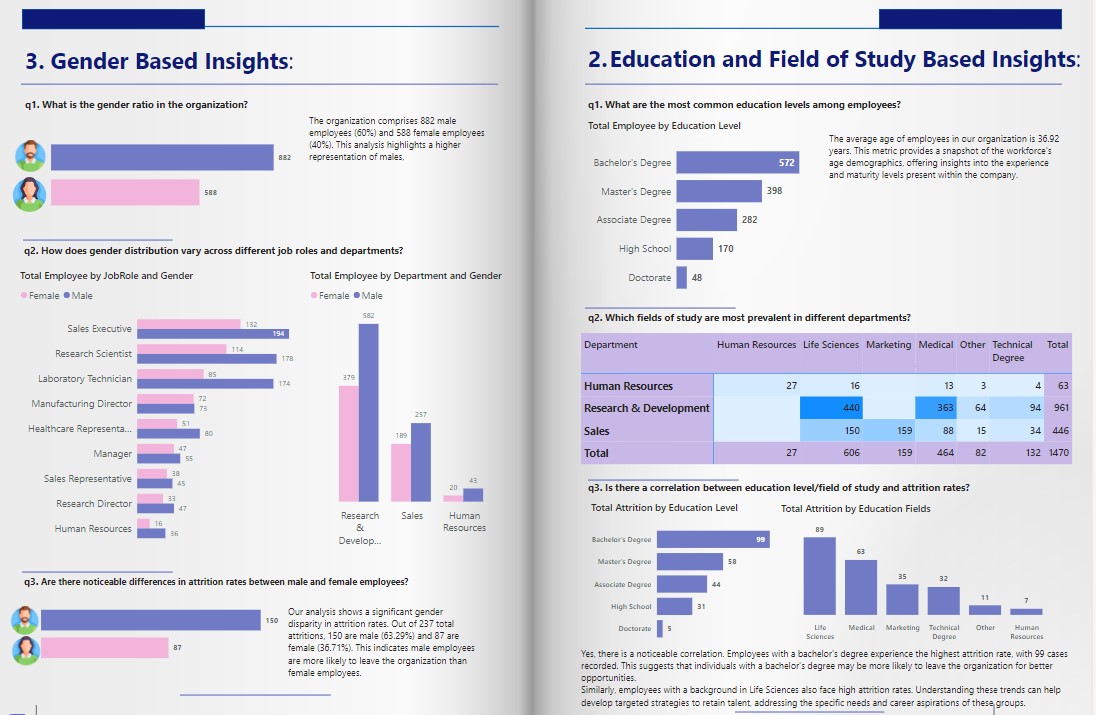 3. Gender Based Insights:
q1. What is the gender ratio in the organization?
882
588
The organization comprises 882 male
employees (60%) and 588 female employees
(40%). This analysis highlights a higher
representation of males,
q2. How does gender distribution vary across different job roles and departments?
Total Employee by JobRole and Gender
Female Male
Sales Executive 132 194
Research Scientist 114 178
Laboratory Technician 85 174
Manufacturing Director 72 73
Healthcare Representa... 51 80
Manager 47 55
Sales Representative 38 45
Research Director 33 47
Human Resources 16 36
Total Employee by Department and Gender
Female Male
379 582 189 257 20 43
Research Sales Human
& Resources
Develop...
q3. Are there noticeable differences in attrition rates between male and female employees?
150
87
Our analysis shows a significant gender
disparity in attrition rates. Out of 237 total
attritions, 150 are male (63.29%) and 87 are
female (36.71%). This indicates male employees
are more likely to leave the organization than
female employees.
2. Education and Field of Study Based Insights:
q1. What are the most common education levels among employees?
Total Employee by Education Level
Bachelor's Degree 572
Master's Degree 398
Associate Degree 282
High School 170
Doctorate 48
The average age of employees in our organization is 36.92
years. This metric provides a snapshot of the workforce's
age demographics, offering insights into the experience
and maturity levels present within the company.
q2. Which fields of study are most prevalent in different departments?
Department Human Resources Life Sciences Marketing Medical Other Technical Total
Degree
Human Resources 27 16 13 3 4 63
Research & Development 440 363 64 94 961
Sales 150 159 88 15 34 446
Total 27 606 159 464 82 132 1470
q3. Is there a correlation between education level/field of study and attrition rates?
Total Attrition by Education Level
Bachelor's Degree 99
Master's Degree 58
Associate Degree 44
High School 31
Doctorate 5
Total Attrition by Education Fields
89 63 35 32 11 7
Life Medical Marketing Technical Other Human
Sciences Degree Resources
Yes, there is a noticeable correlation. Employees with a bachelor's degree experience the highest attrition rate, with 99 cases
recorded. This suggests that individuals with a bachelor's degree may be more likely to leave the organization for better
opportunities.
Similarly, employees with a background in Life Sciences also face high attrition rates. Understanding these trends can help
develop targeted strategies to retain talent, addressing the specific needs and career aspirations of these groups.